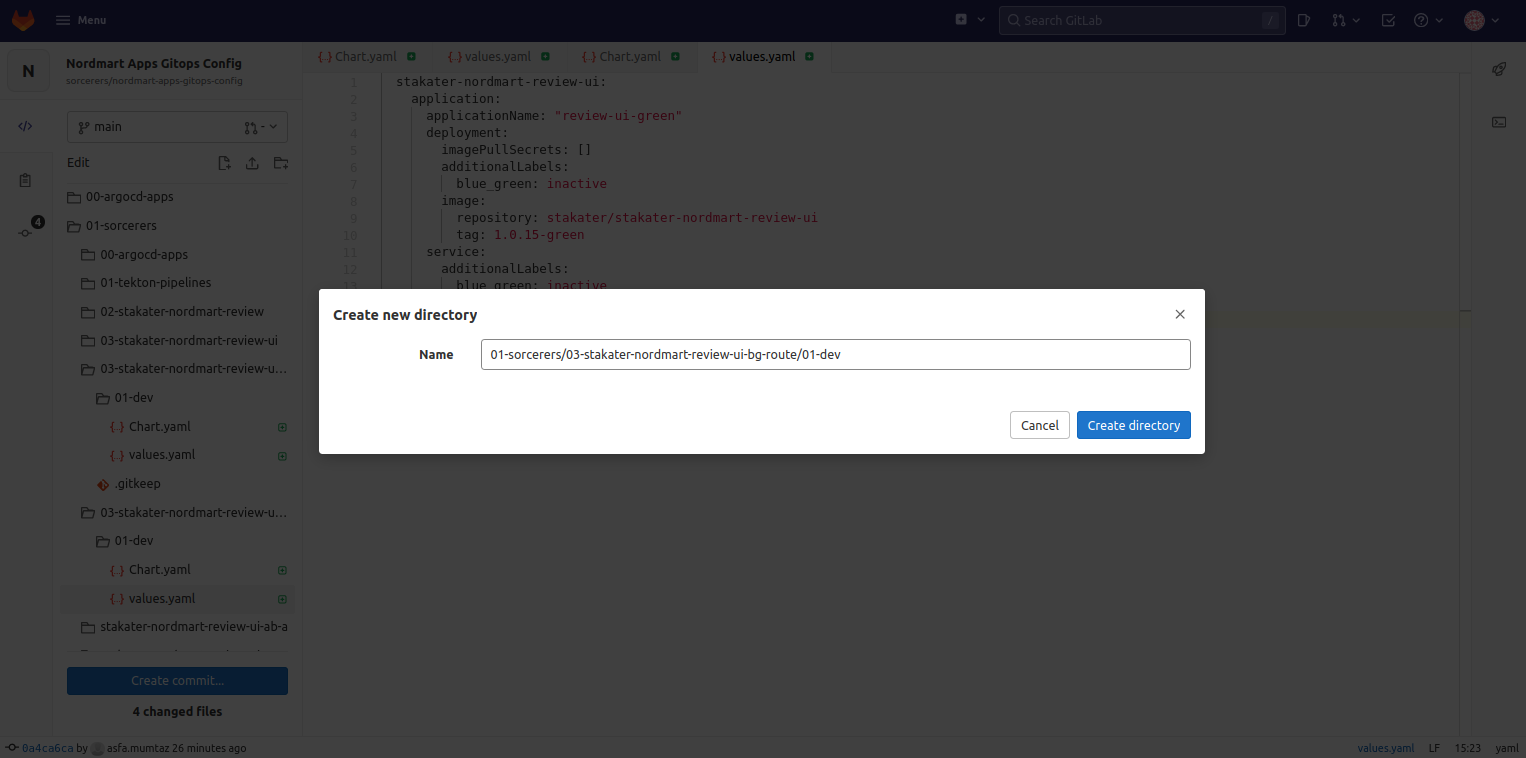 Menu
Search GitLab
/
N
Nordmart Apps Gitops Config
sorcerers/nordmart-apps-gitops-config
main
-
Edit
00-argocd-apps
01-sorcerers
4
00-argocd-apps
01-tekton-pipelines
02-stakater-nordmart-review
03-stakater-nordmart-review-ui
03-stakater-nordmart-review-u...
01-dev
{..} Chart.yaml
{..} values.yaml
.gitkeep
03-stakater-nordmart-review-u...
01-dev
{..} Chart.yaml
{..} values.yaml
stakater-nordmart-review-ui-ab-a
Create commit...
4 changed files
{..} Chart.yaml {..} values.yaml {..} Chart.yaml {..} values.yaml
1 stakater-nordmart-review-ui:
2 application:
3 applicationName: "review-ui-green"
4 deployment:
5 imagePullSecrets: []
6 additionalLabels:
7 blue_green: inactive
8 image:
9 repository: stakater/stakater-nordmart-review-ui
10 tag: 1.0.15-green
11 service:
12 additionalLabels:
13 blue_green: inactive
Create new directory
Name 01-sorcerers/03-stakater-nordmart-review-ui-bg-route/01-dev
Cancel Create directory
0a4ca6ca by asfa.mumtaz 26 minutes ago
values.yaml LF 15:23 yaml